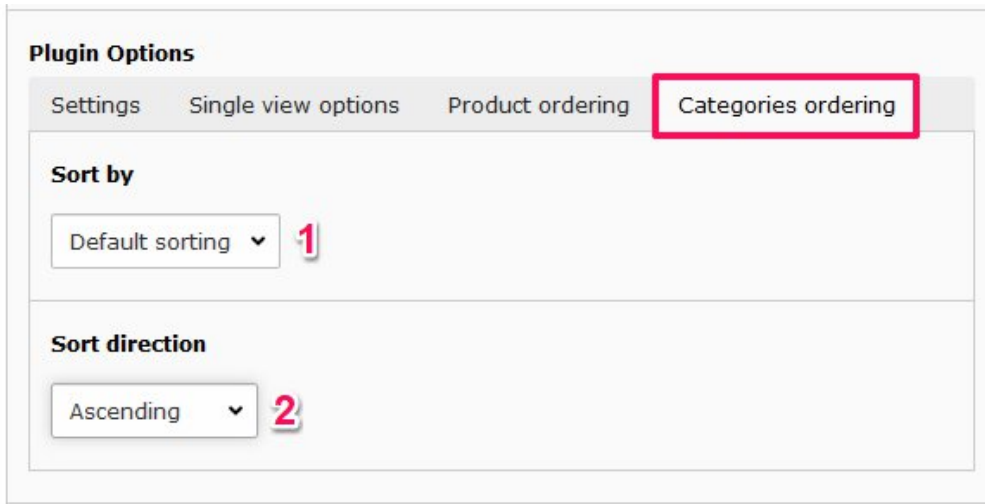 Plugin Options
Settings Single view options Product ordering Categories ordering
Sort by
Default sorting 1
Sort direction
Ascending 2